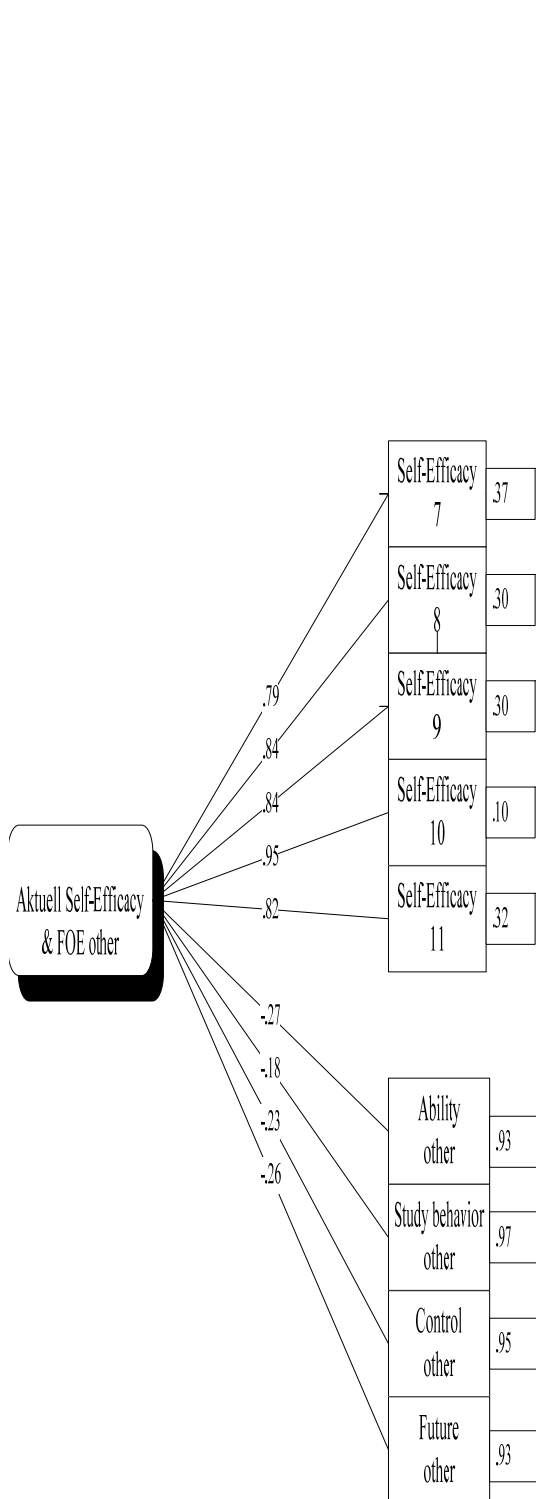 Self-Efficacy
7
.37
Self-Efficacy
8
.30
.79
Self-Efficacy
9
.30
.84
.84
Self-Efficacy
10
.10
.95
Aktuell Self-Efficacy
& FOE other
.82
Self-Efficacy
11
.32
-.27
-.18
-.23
-.26
Ability
other
.93
Study behavior
other
.97
Control
other
.95
Future
other
.93